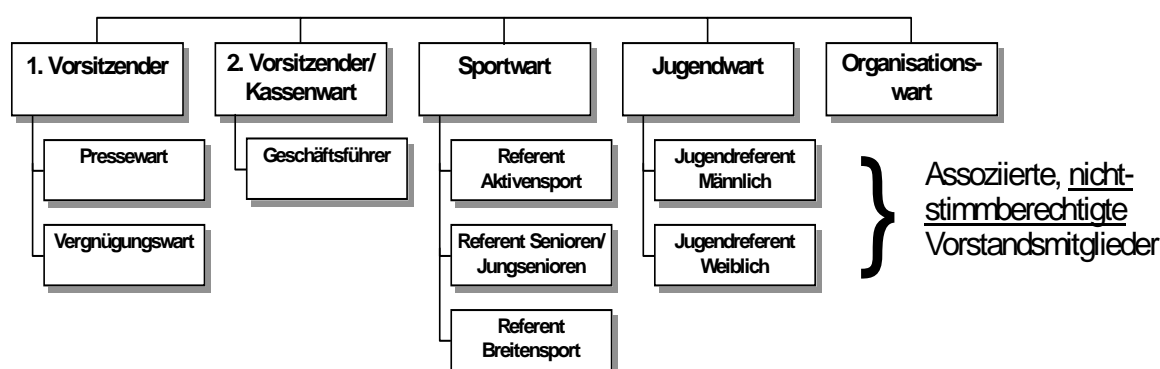 1. Vorsitzender
2. Vorsitzender/
Kassenwart
Sportwart
Jugendwart
Organisations-
wart
Pressewart
Geschäftsführer
Referent
Aktivensport
Jugendreferent
Männlich
Vergnügungswart
Referent Senioren/
Jungsenioren
Jugendreferent
Weiblich
Referent
Breitensport
}
Assoziierte, nicht-
stimmberechtigte
Vorstandsmitglieder